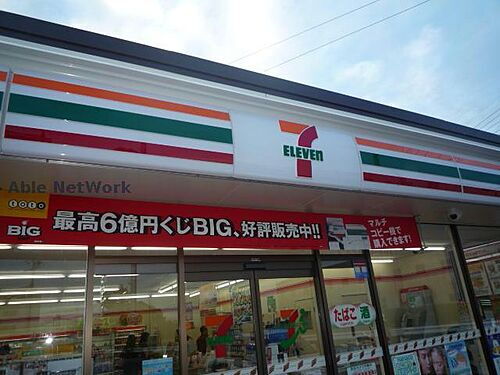 7
ELEVEN
Able NetWork
toto
BIG
最高6億円くじBIG、好評販売中!!
マルチ
コピー機で
購入できます!
たばこ
酒